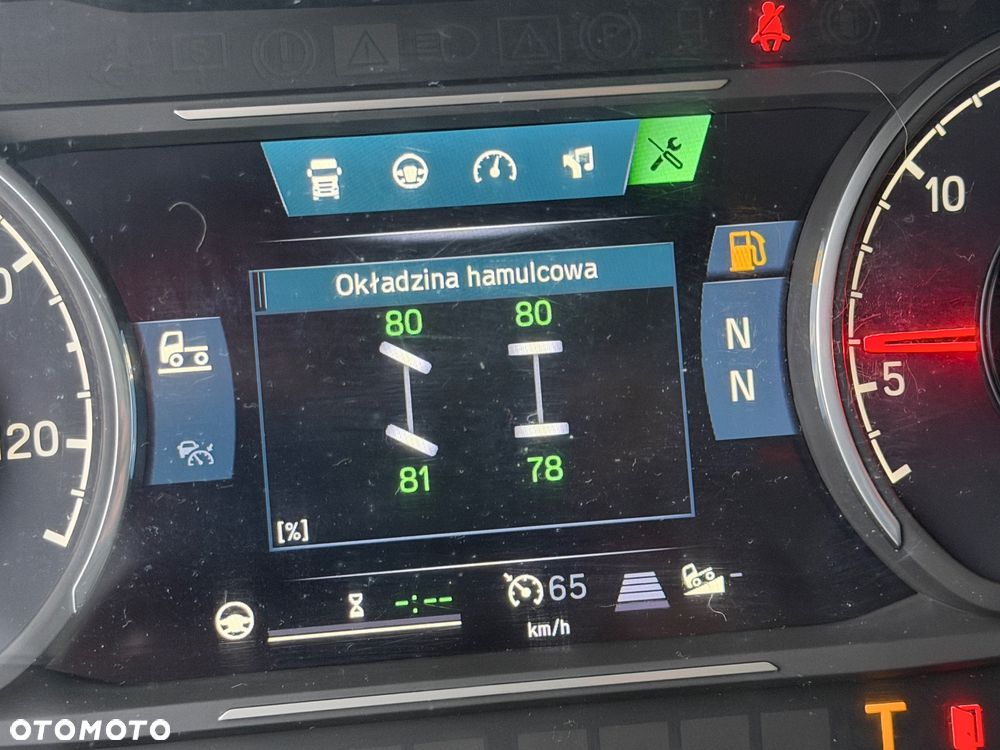 10
Okładzina hamulcowa
80 80
N
5
N
20
81 78
[%]
-:--
65
-
km/h
T
OTOMOTO